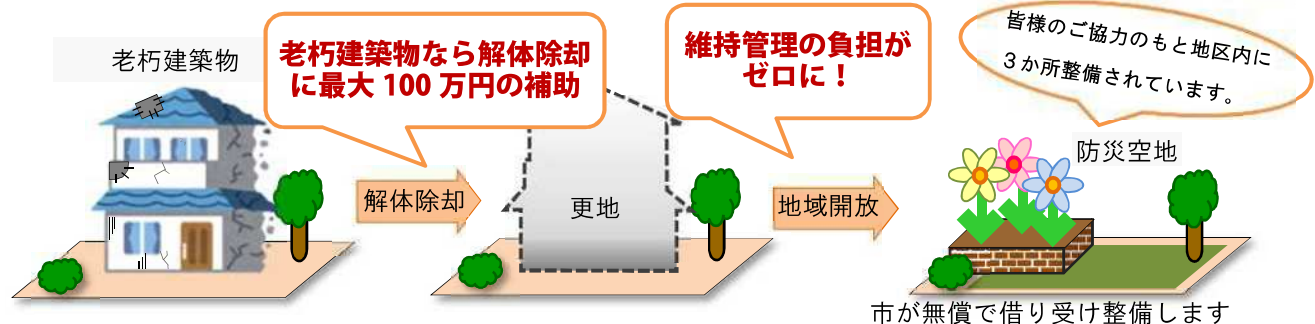 老朽建築物
老朽建築物なら解体除却
に最大 100 万円の補助
解体除却
更地
維持管理の負担が
ゼロに！
地域開放
皆様のご協力のもと地区内に
３か所整備されています。
防災空地
市が無償で借り受け整備します